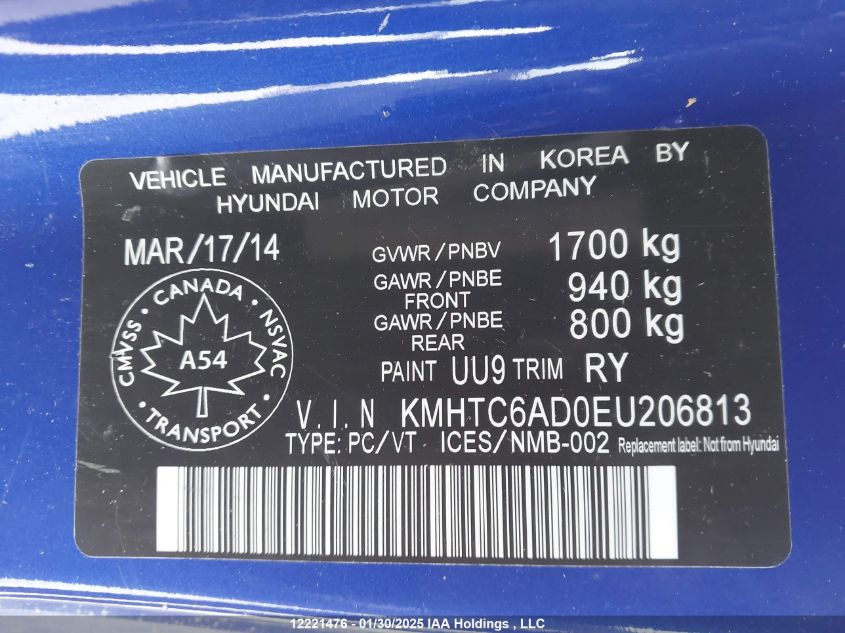 VEHICLE MANUFACTURED IN KOREA BY
HYUNDAI MOTOR COMPANY
MAR/17/14
GVWR/PNBV 1700 kg
GAWR/PNBE FRONT 940 kg
GAWR/PNBE REAR 800 kg
PAINT UU9 TRIM RY
CMVSS • CANADA • NSVAC
A54
• TRANSPORT •
V.I.N KMHTC6AD0EU206813
TYPE: PC/VT ICES/NMB-002 Replacement label: Not from Hyundai
12221476 - 01/30/2025 IAA Holdings , LLC